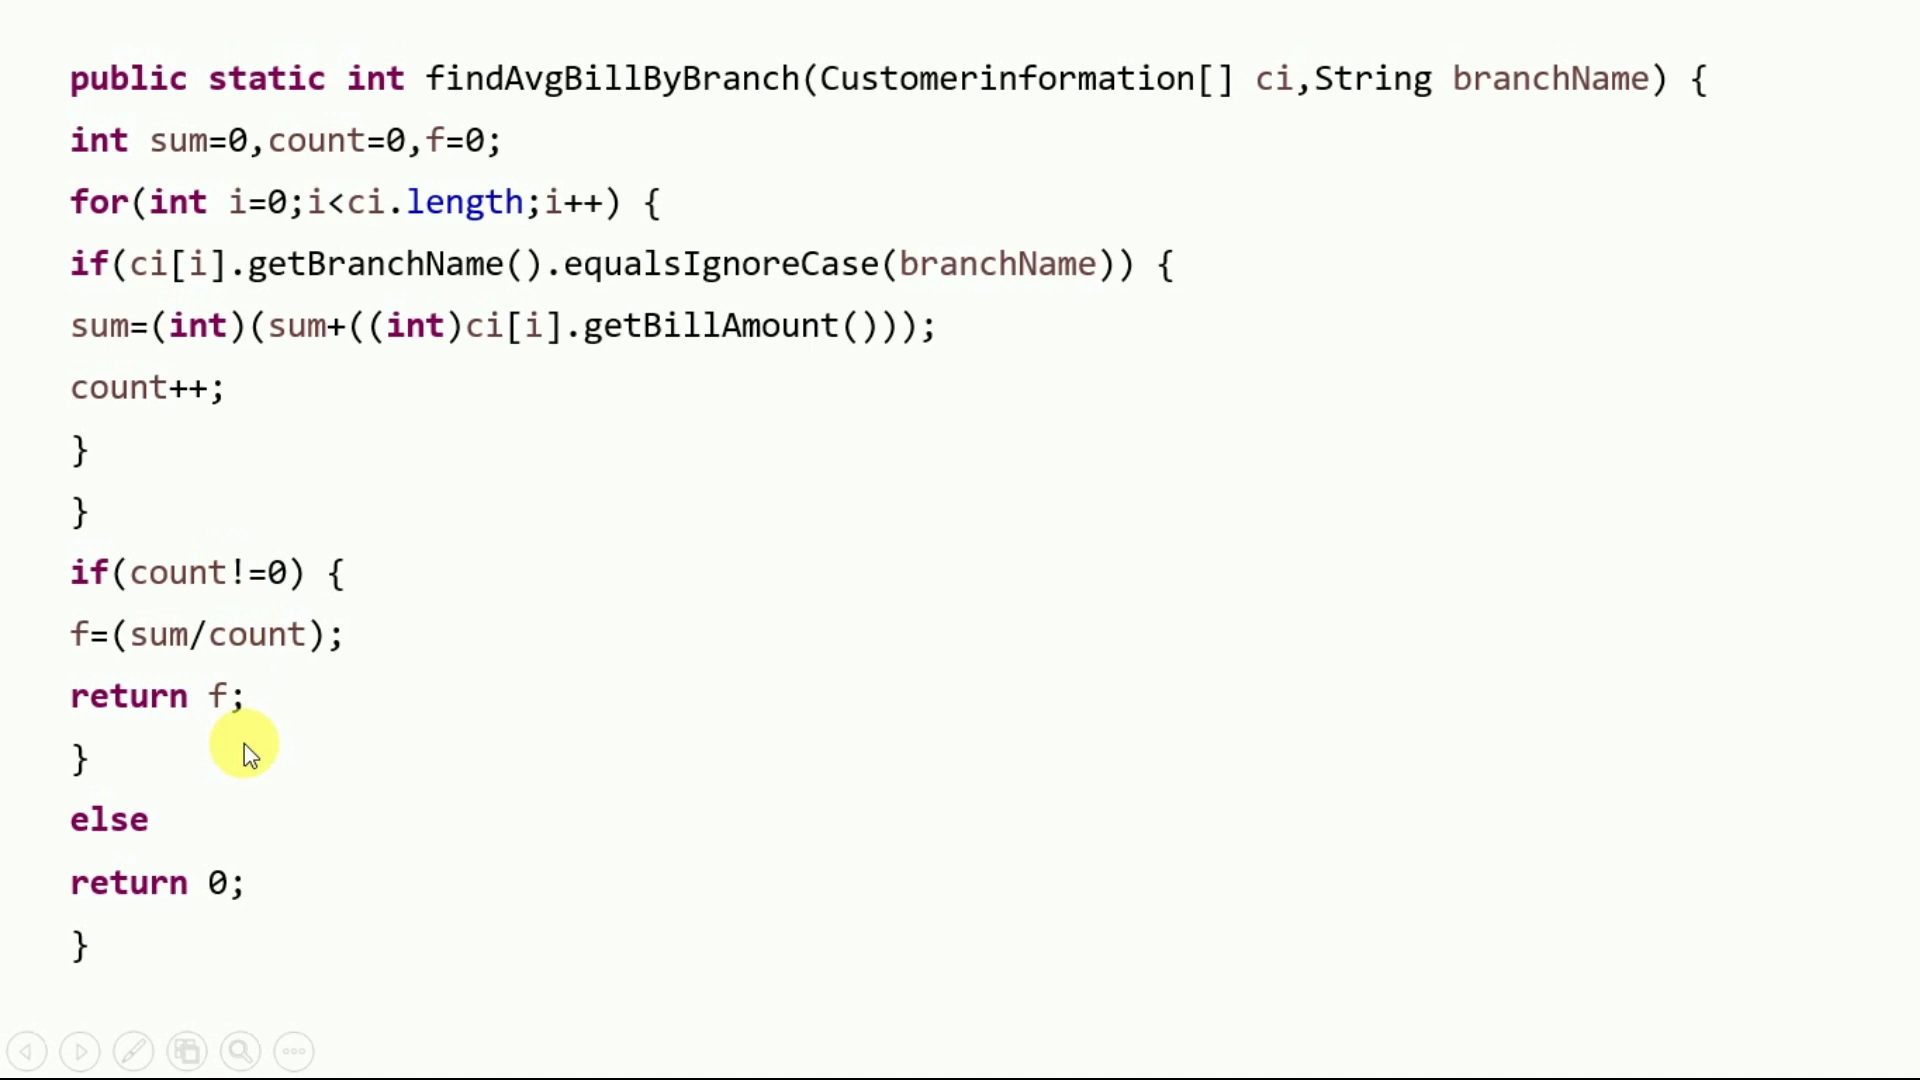 public static int findAvgBillByBranch(Customerinformation[] ci,String branchName) {
int sum=0,count=0,f=0;
for(int i=0;i<ci.length;i++) {
if(ci[i].getBranchName().equalsIgnoreCase(branchName)) {
sum=(int)(sum+((int)ci[i].getBillAmount()));
count++;
}
}
if(count!=0) {
f=(sum/count);
return f;
}
else
return 0;
}